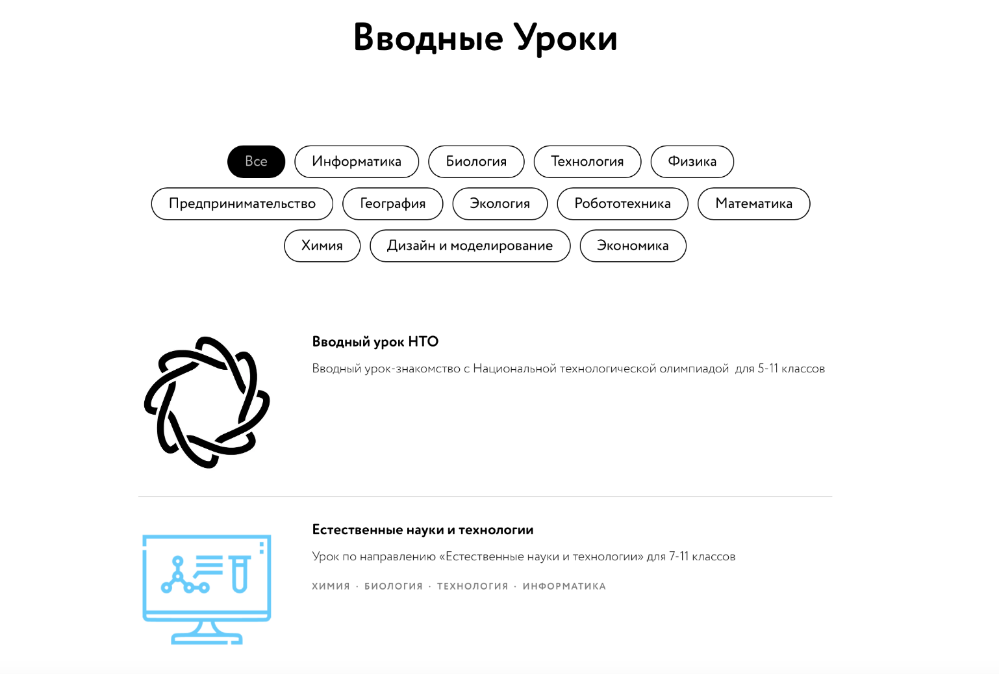 Вводные Уроки
Все Информатика Биология Технология Физика
Предпринимательство География Экология Робототехника Математика
Химия Дизайн и моделирование Экономика
Вводный урок НТО
Вводный урок-знакомство с Национальной технологической олимпиадой для 5-11 классов
Естественные науки и технологии
Урок по направлению «Естественные науки и технологии» для 7-11 классов
ХИМИЯ · БИОЛОГИЯ · ТЕХНОЛОГИЯ · ИНФОРМАТИКА